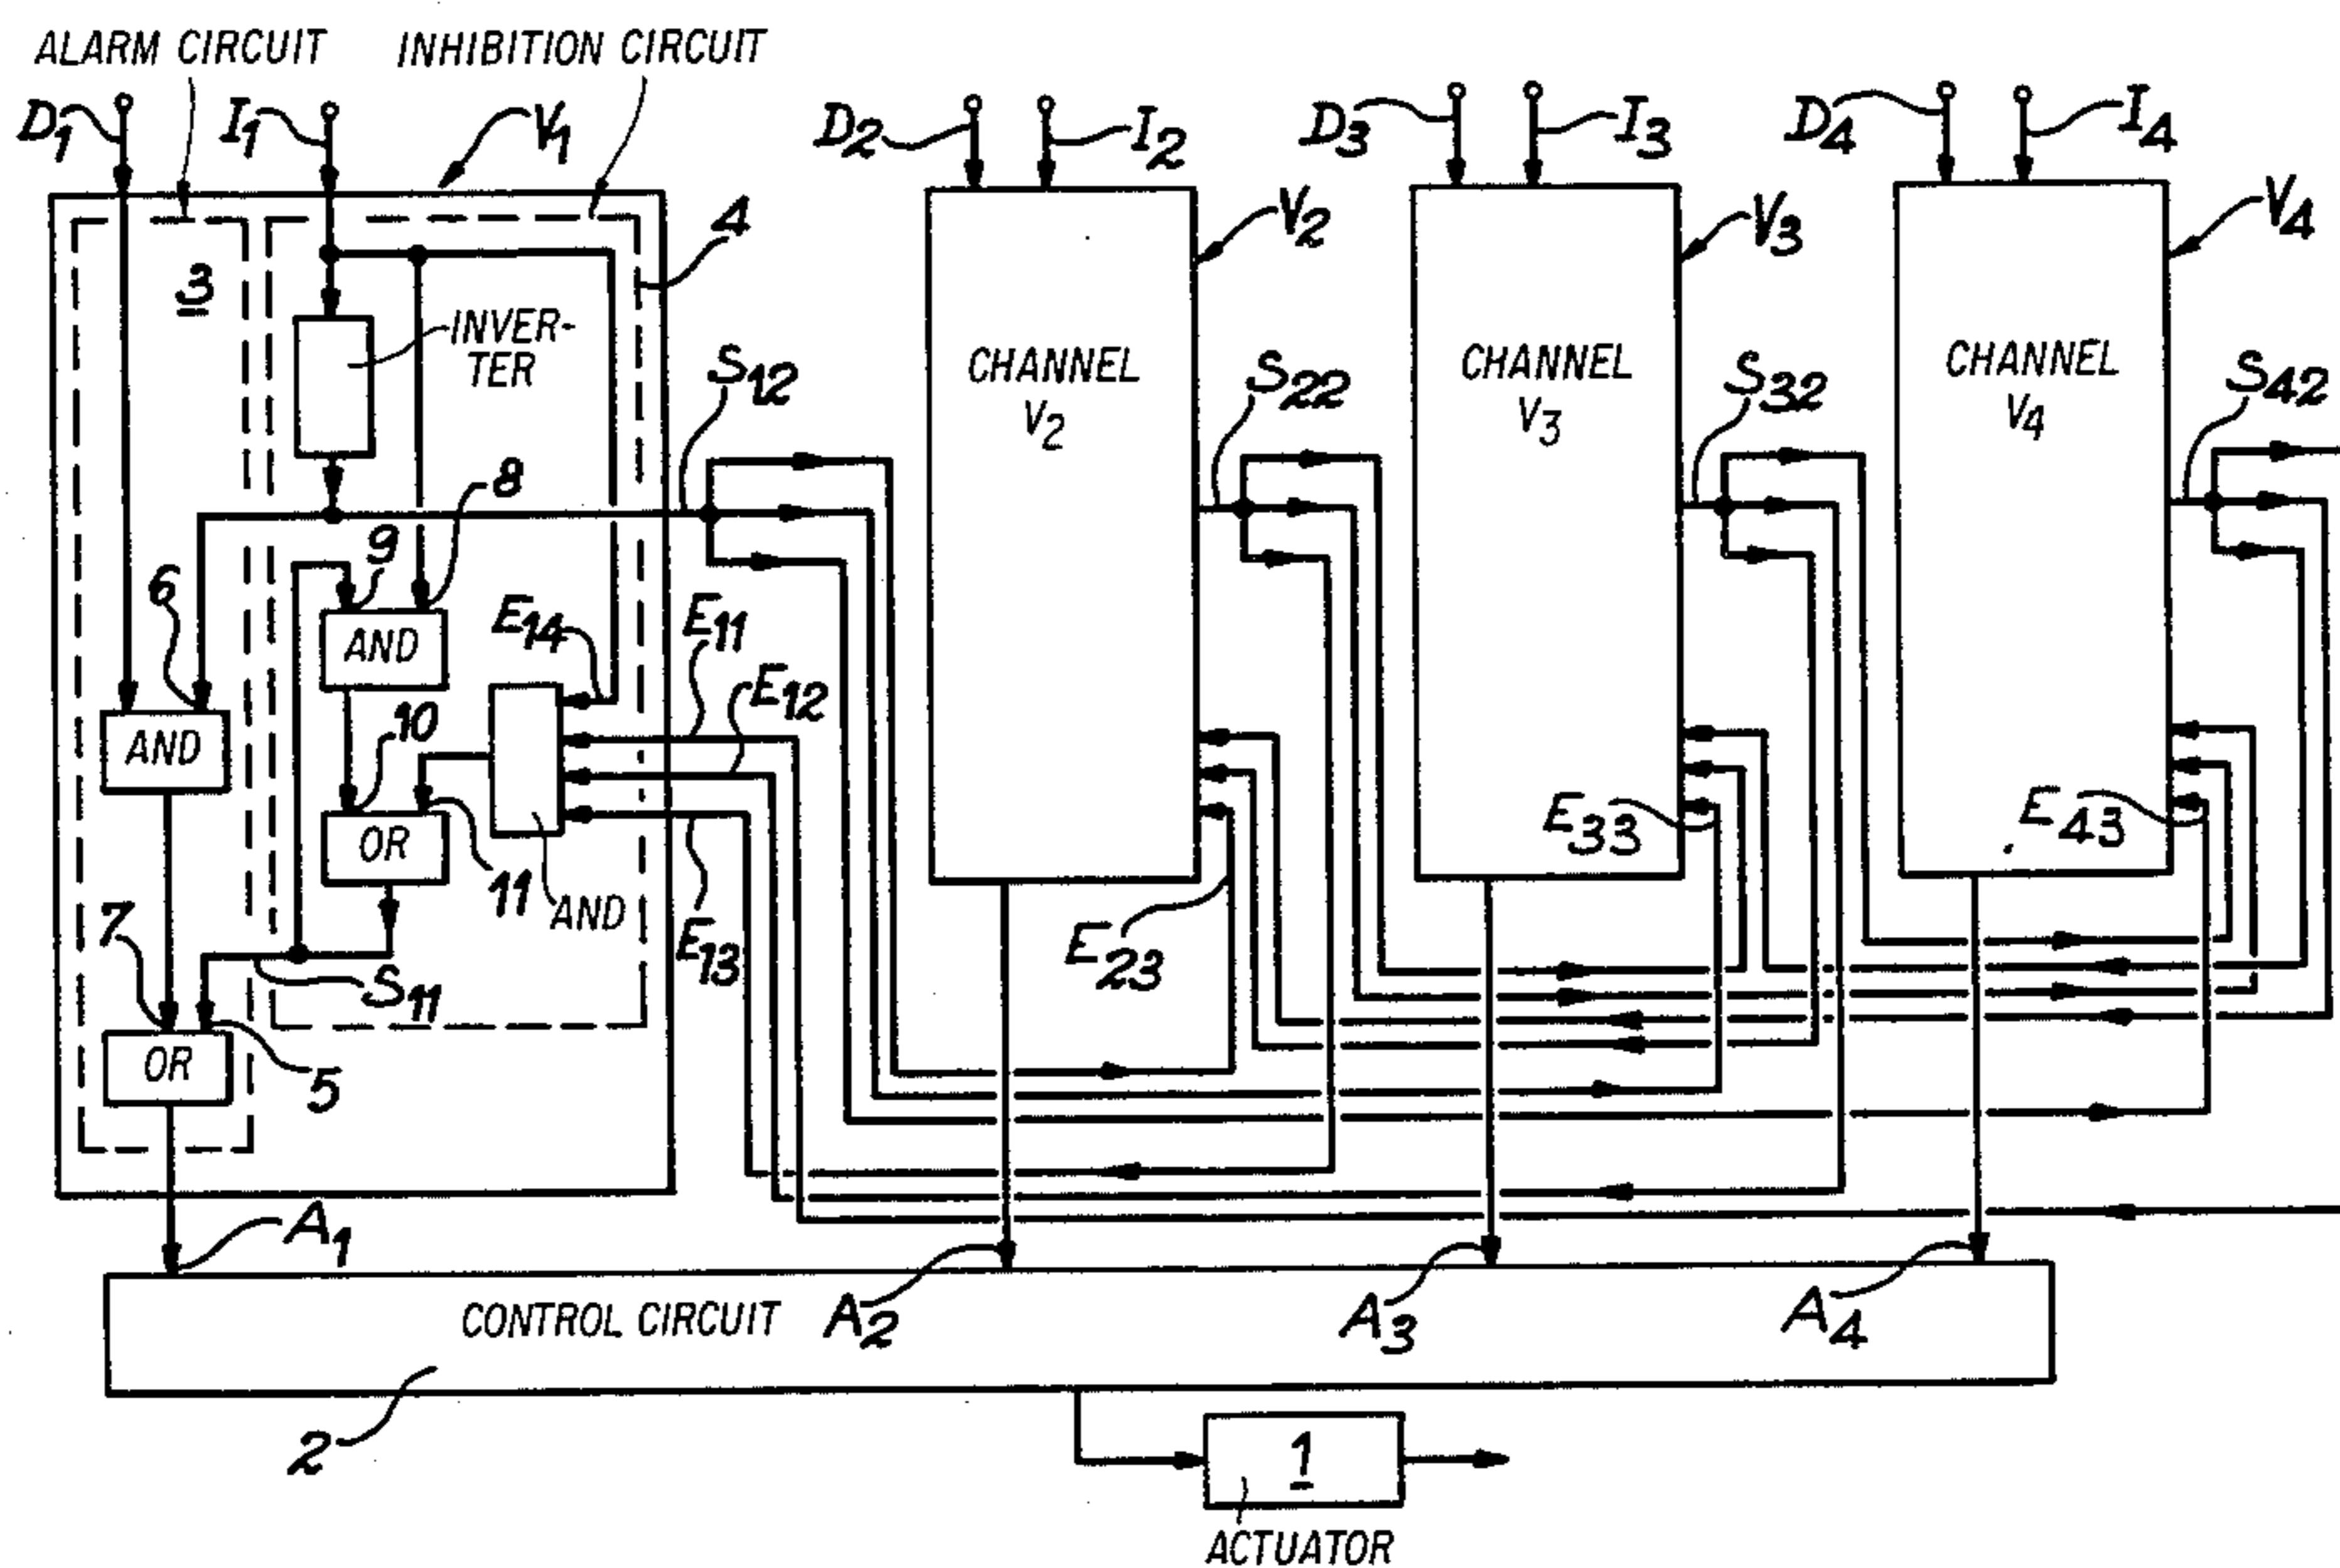 ALARM CIRCUIT
INHIBITION CIRCUIT
D1
I1
V1
D2
I2
D3
I3
D4
I4
3
4
V2
V3
V4
INVER-
TER
CHANNEL
V2
CHANNEL
V3
CHANNEL
V4
S12
S22
S32
S42
8
9
6
AND
E14
E11
E12
10
AND
OR
11
AND
E13
E23
E33
E43
7
S11
OR
5
A1
CONTROL CIRCUIT
A2
A3
A4
2
1
ACTUATOR